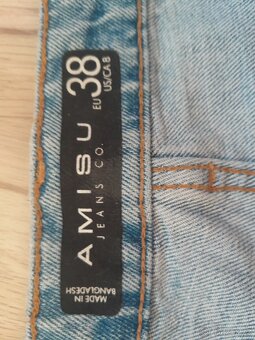 AMISU
JEANS CO.
EU 38
US/CA 8
MADE IN
BANGLADESH